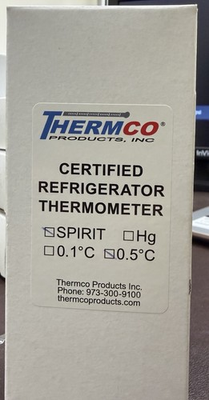 THERMCO®
PRODUCTS, INC
CERTIFIED
REFRIGERATOR
THERMOMETER
☑SPIRIT ☐Hg
☐0.1°C ☑0.5°C
Thermco Products Inc.
Phone: 973-300-9100
thermcoproducts.com